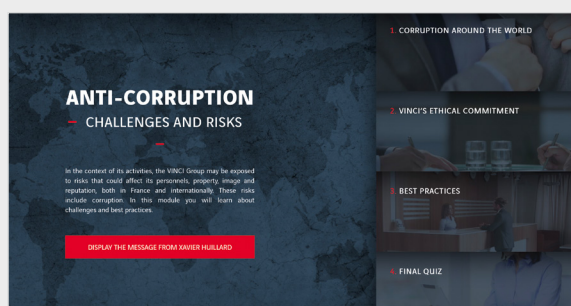 ANTI-CORRUPTION
– CHALLENGES AND RISKS
In the context of its activities, the VINCI Group may be exposed
to risks that could affect its personnels, property, image and
reputation, both in France and internationally. These risks
include corruption. In this module you will learn about
challenges and best practices.
DISPLAY THE MESSAGE FROM XAVIER HUILLARD
1. CORRUPTION AROUND THE WORLD
2. VINCI'S ETHICAL COMMITMENT
3. BEST PRACTICES
4. FINAL QUIZ